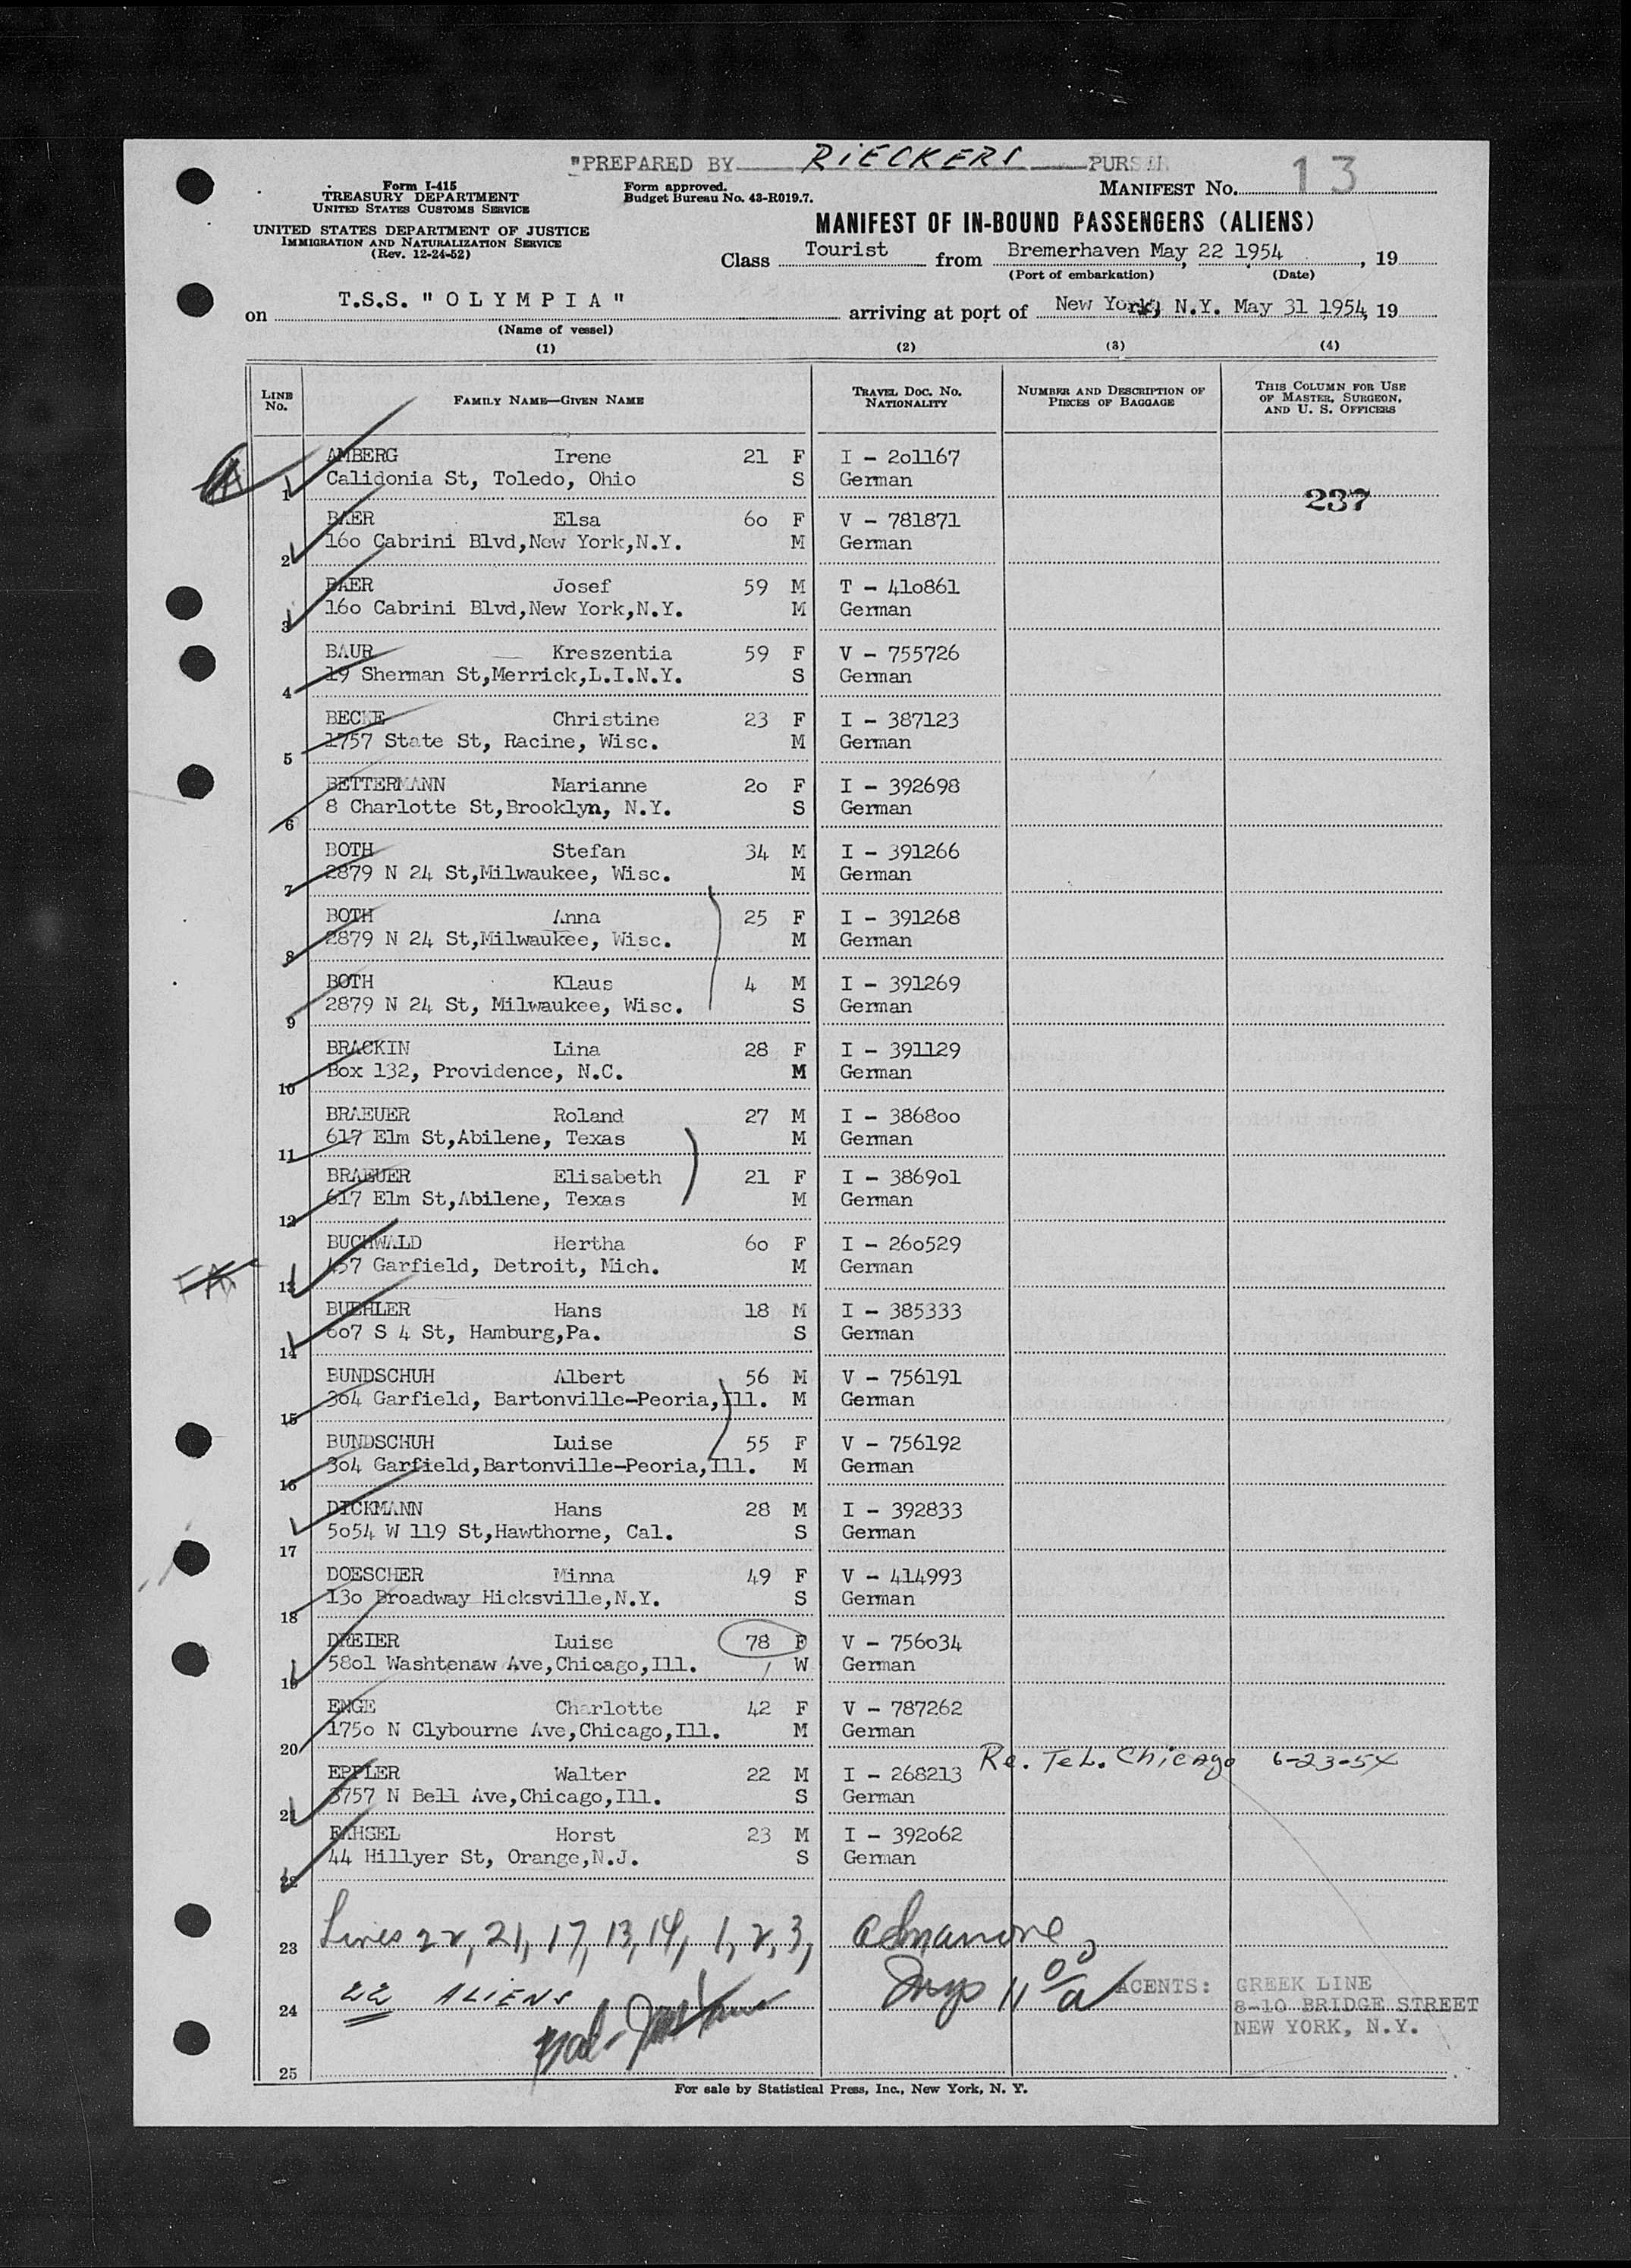 "PREPARED BY RIECKERS PURSER
Form I-415
TREASURY DEPARTMENT
UNITED STATES CUSTOMS SERVICE
UNITED STATES DEPARTMENT OF JUSTICE
IMMIGRATION AND NATURALIZATION SERVICE
(Rev. 12-24-52)
Form approved.
Budget Bureau No. 43-R019.7.
MANIFEST NO. 13
MANIFEST OF IN-BOUND PASSENGERS (ALIENS)
Class Tourist from Bremerhaven May 22 1954, 19
(Port of embarkation) (Date)
on T.S.S. "OLYMPIA" arriving at port of New York, N.Y. May 31 1954, 19
(Name of vessel)
(1) (2) (3) (4)
LINE No. FAMILY NAME—GIVEN NAME TRAVEL DOC. NO. NATIONALITY NUMBER AND DESCRIPTION OF PIECES OF BAGGAGE THIS COLUMN FOR USE OF MASTER, SURGEON, AND U. S. OFFICERS
AMBERG Irene 21 F I - 201167
1 Calidonia St, Toledo, Ohio S German
237
BAER Elsa 60 F V - 781871
2 160 Cabrini Blvd,New York,N.Y. M German
BAER Josef 59 M T - 410861
3 160 Cabrini Blvd,New York,N.Y. M German
BAUR Kreszentia 59 F V - 755726
4 19 Sherman St,Merrick,L.I.N.Y. S German
BECKE Christine 23 F I - 387123
5 1757 State St, Racine, Wisc. M German
BETTERMANN Marianne 20 F I - 392698
6 8 Charlotte St,Brooklyn, N.Y. S German
BOTH Stefan 34 M I - 391266
7 2879 N 24 St,Milwaukee, Wisc. M German
BOTH Anna 25 F I - 391268
8 2879 N 24 St,Milwaukee, Wisc. M German
BOTH Klaus 4 M I - 391269
9 2879 N 24 St, Milwaukee, Wisc. S German
BRACKIN Lina 28 F I - 391129
10 Box 132, Providence, N.C. M German
BRAEUER Roland 27 M I - 386800
11 617 Elm St,Abilene, Texas M German
BRAEUER Elisabeth 21 F I - 386901
12 617 Elm St,Abilene, Texas M German
BUCHWALD Hertha 60 F I - 260529
13 457 Garfield, Detroit, Mich. M German
BUEHLER Hans 18 M I - 385333
14 607 S 4 St, Hamburg,Pa. S German
BUNDSCHUH Albert 56 M V - 756191
15 304 Garfield, Bartonville-Peoria,Ill. M German
BUNDSCHUH Luise 55 F V - 756192
16 304 Garfield,Bartonville-Peoria,Ill. M German
DICKMANN Hans 28 M I - 392833
17 5054 W 119 St,Hawthorne, Cal. S German
DOESCHER Minna 49 F V - 414993
18 130 Broadway Hicksville,N.Y. S German
DREIER Luise 78 F V - 756034
19 5801 Washtenaw Ave,Chicago,Ill. W German
ENGE Charlotte 42 F V - 787262
20 1750 N Clybourne Ave,Chicago,Ill. M German
Re. Tel. Chicago 6-23-54
EPPLER Walter 22 M I - 268213
21 3757 N Bell Ave,Chicago,Ill. S German
FAHSEL Horst 23 M I - 392062
22 44 Hillyer St, Orange,N.J. S German
23 Lines 22, 21, 17, 13, 14, 1, 2, 3,
24 22 ALIENS
AGENTS: GREEK LINE
8-10 BRIDGE STREET
NEW YORK, N.Y.
25
For sale by Statistical Press, Inc., New York, N. Y.